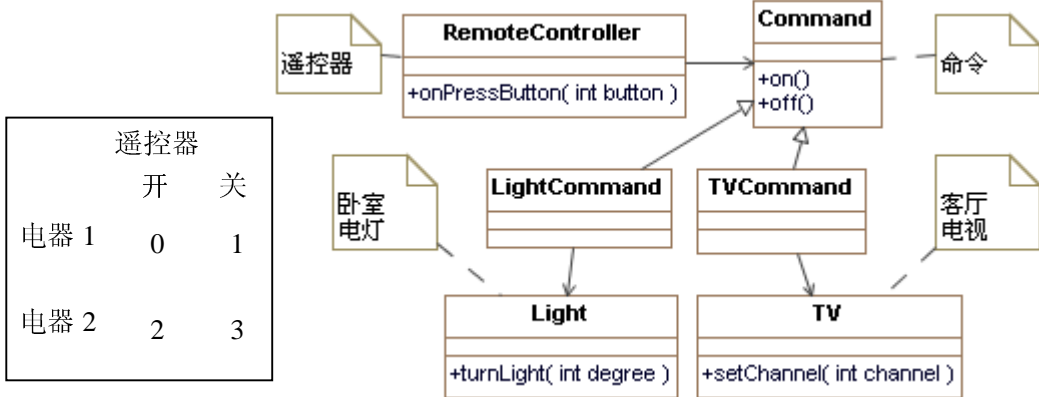 遥控器
开 关
电器 1 0 1
电器 2 2 3
遥控器
RemoteController
+onPressButton( int button )
Command
+on()
+off()
命令
卧室
电灯
LightCommand
TVCommand
客厅
电视
Light
+turnLight( int degree )
TV
+setChannel( int channel )